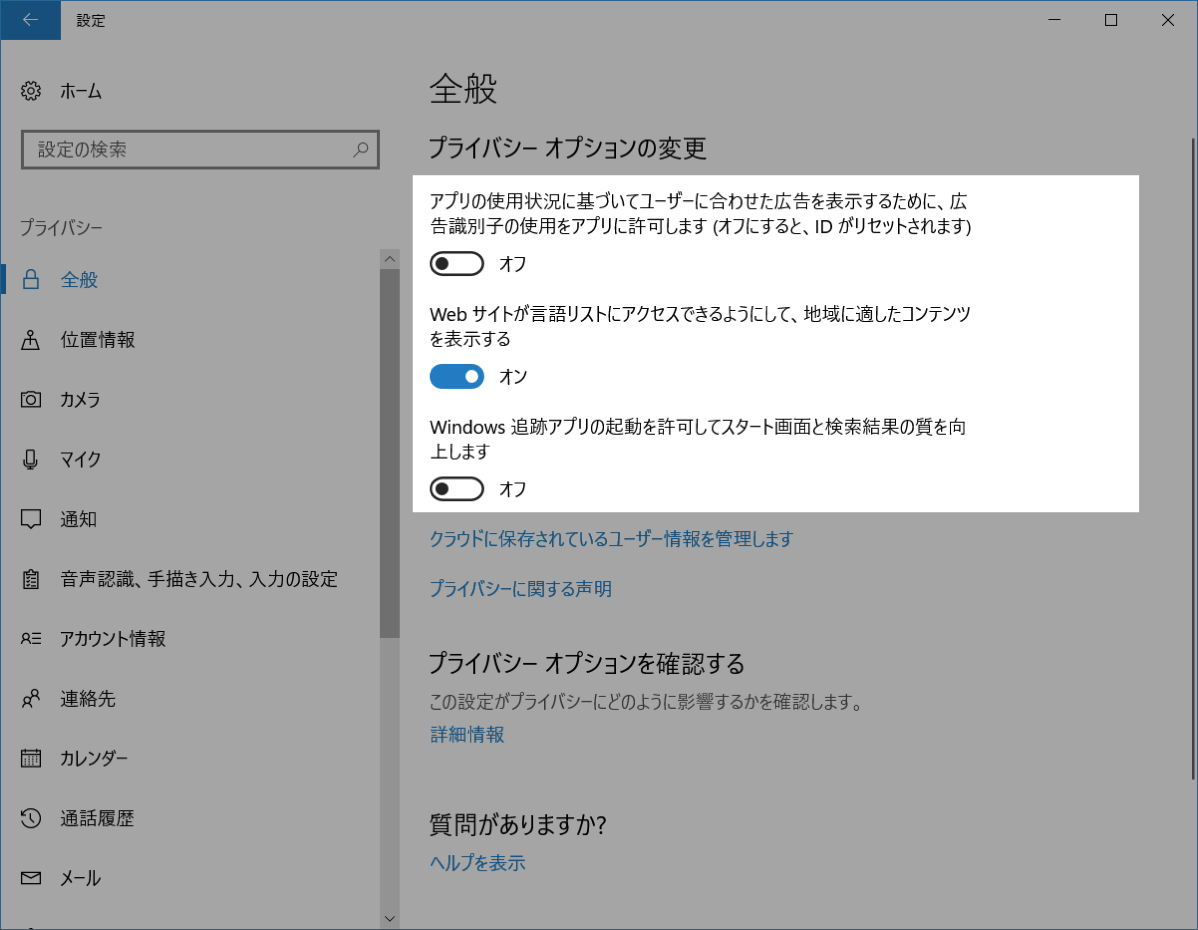 設定
ホーム
設定の検索
プライバシー
全般
位置情報
カメラ
マイク
通知
音声認識、手描き入力、入力の設定
アカウント情報
連絡先
カレンダー
通話履歴
メール
全般
プライバシー オプションの変更
アプリの使用状況に基づいてユーザーに合わせた広告を表示するために、広
告識別子の使用をアプリに許可します (オフにすると、ID がリセットされます)
オフ
Web サイトが言語リストにアクセスできるようにして、地域に適したコンテンツ
を表示する
オン
Windows 追跡アプリの起動を許可してスタート画面と検索結果の質を向
上します
オフ
クラウドに保存されているユーザー情報を管理します
プライバシーに関する声明
プライバシー オプションを確認する
この設定がプライバシーにどのように影響するかを確認します。
詳細情報
質問がありますか?
ヘルプを表示